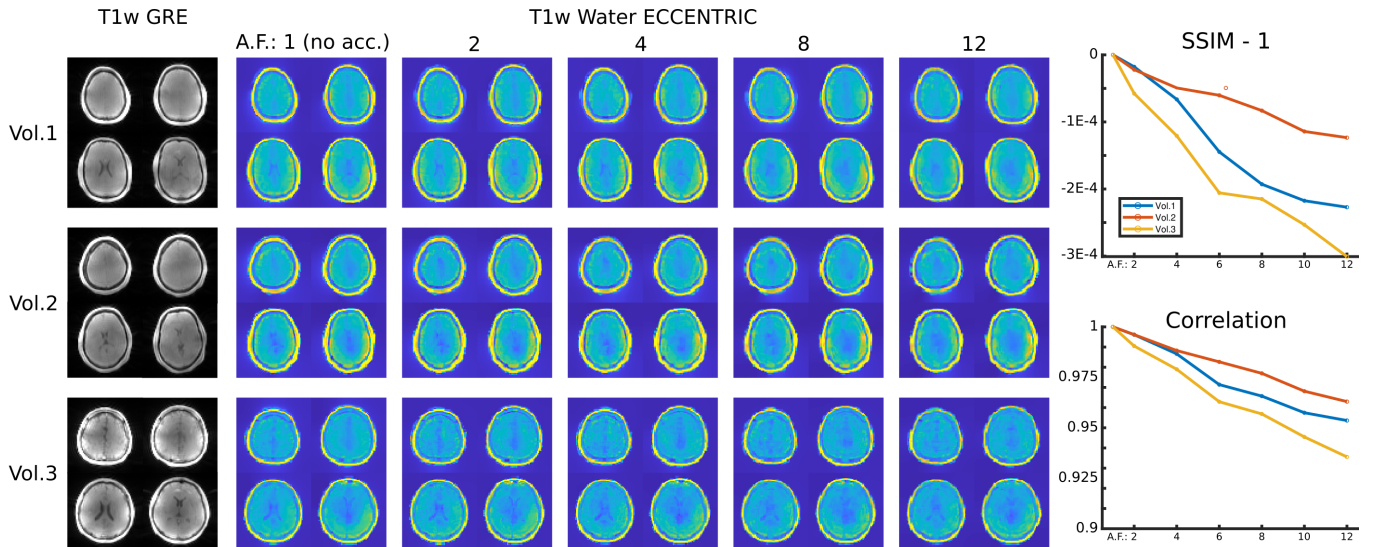 T1w GRE
T1w Water ECCENTRIC
A.F.: 1 (no acc.) 2 4 8 12
Vol.1
Vol.2
Vol.3
SSIM - 1
0
-1E-4
-2E-4
-3E-4
Vol.1
Vol.2
Vol.3
A.F.: 2 4 6 8 10 12
Correlation
1
0.975
0.95
0.925
0.9
A.F.: 2 4 6 8 10 12